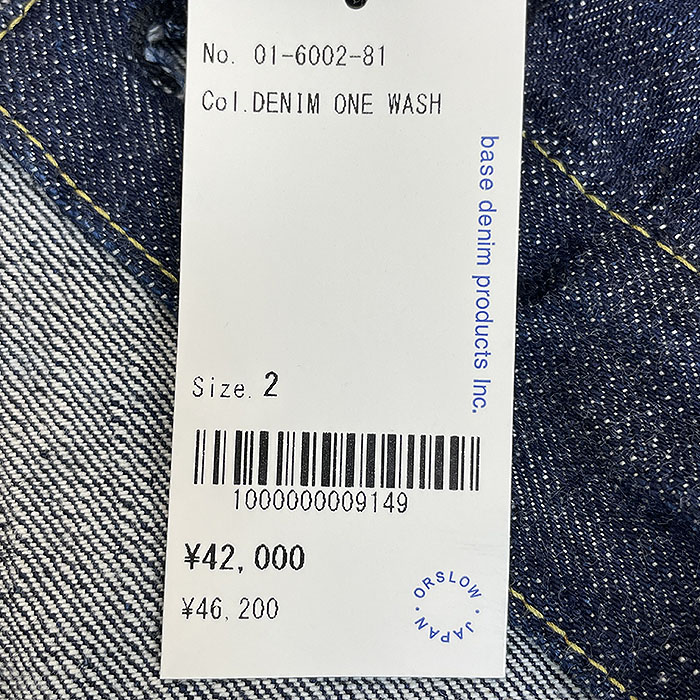 No. 01-6002-81
Col.DENIM ONE WASH
base denim products Inc.
Size. 2
1000000009149
¥42,000
¥46,200
ORSLOW · JAPAN ·